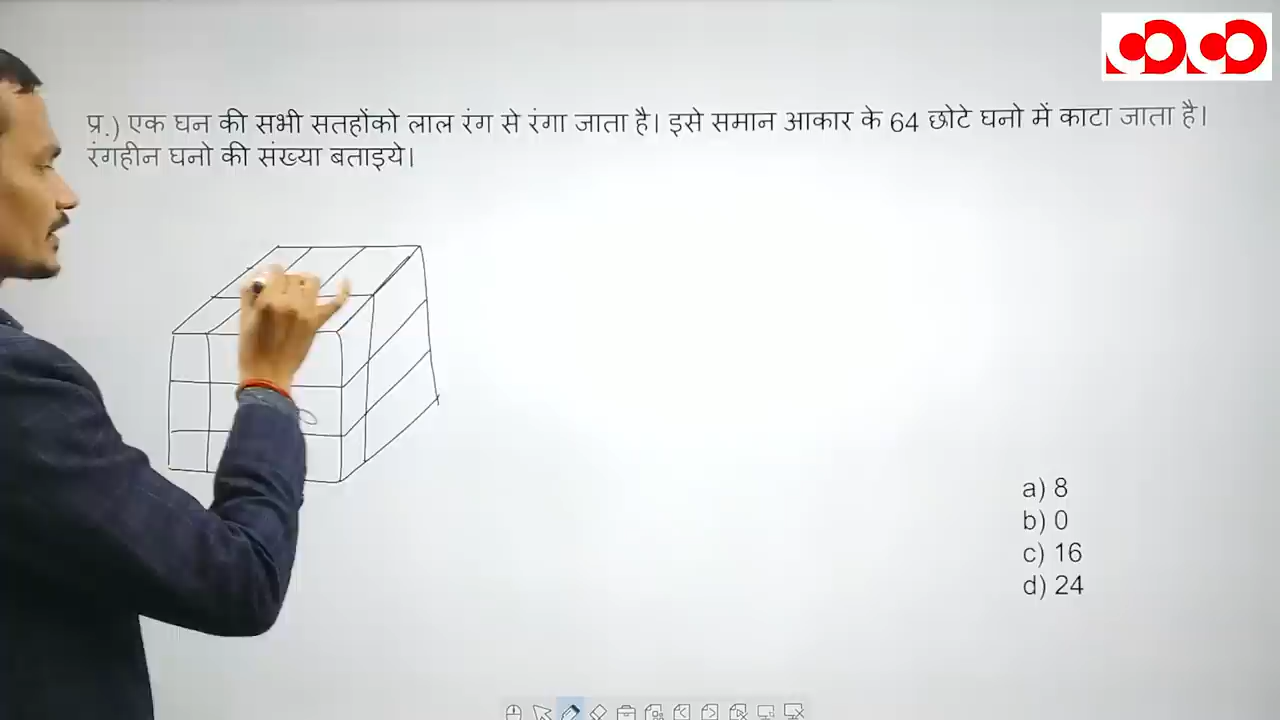 प्र.) एक घन की सभी सतहोंको लाल रंग से रंगा जाता है। इसे समान आकार के 64 छोटे घनो में काटा जाता है।
रंगहीन घनो की संख्या बताइये।
a) 8
b) 0
c) 16
d) 24